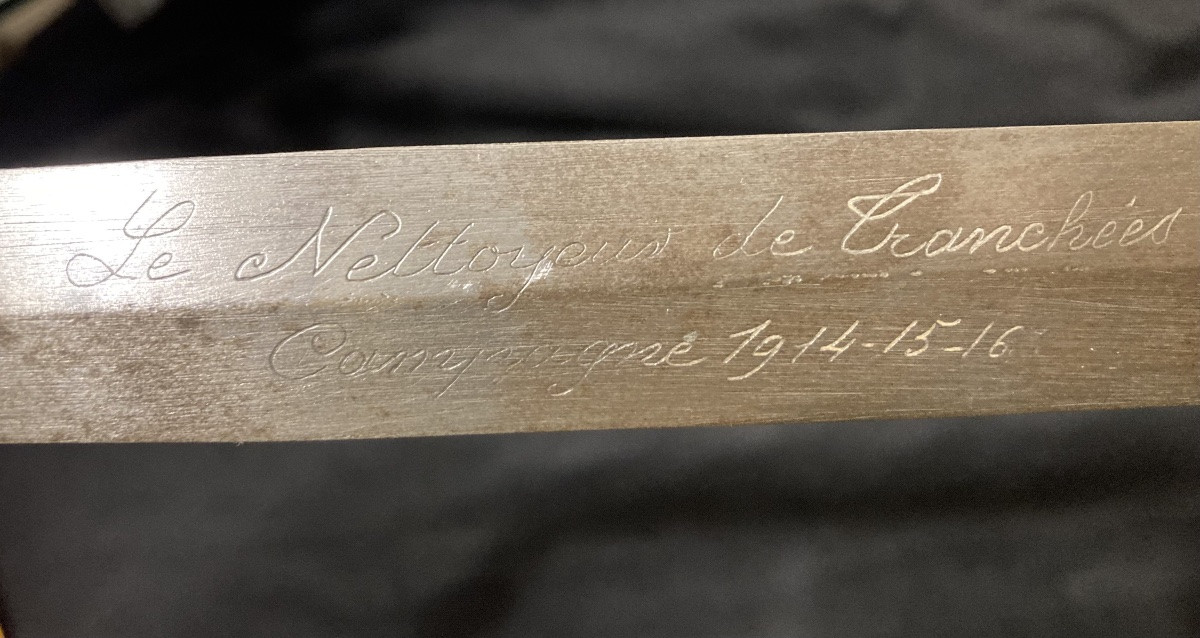 Le Nettoyeur de Tranchées
Campagne 1914-15-16